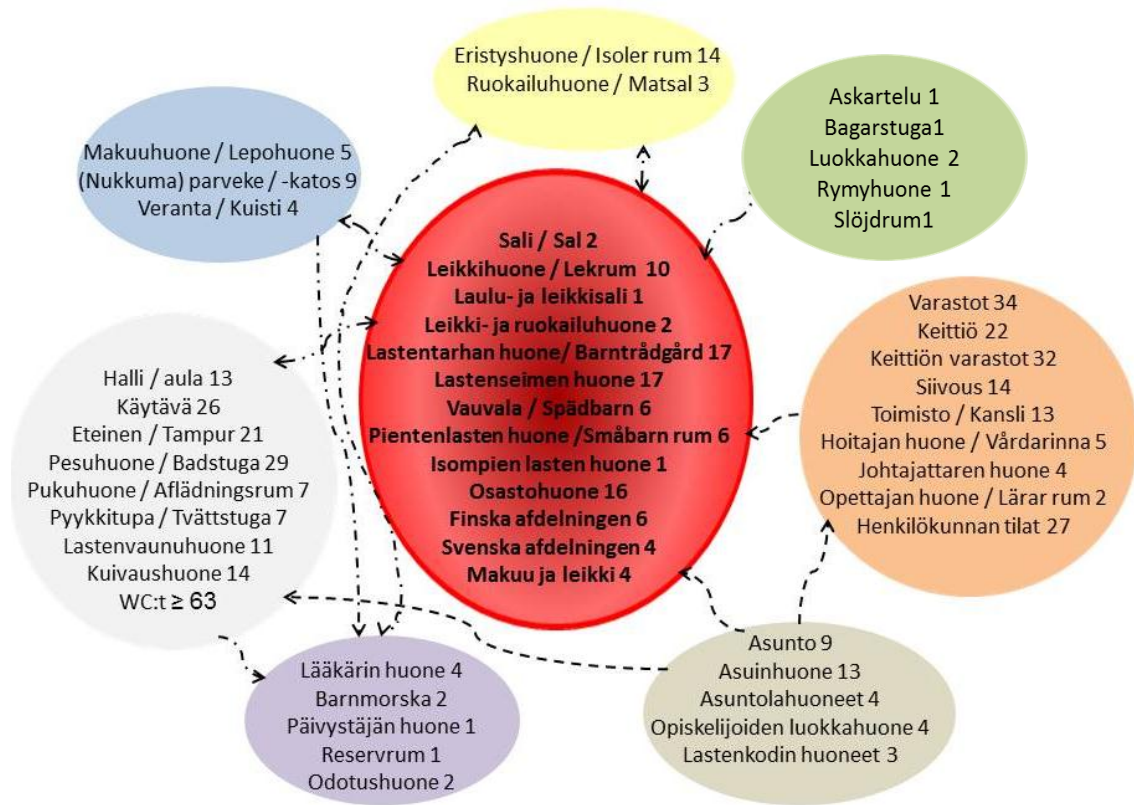 Eristyshuone / Isoler rum 14
Ruokailuhuone / Matsal 3
Makuuhuone / Lepohuone 5
(Nukkuma) parveke / -katos 9
Veranta / Kuisti 4
Askartelu 1
Bagarstuga1
Luokkahuone 2
Rymyhuone 1
Slöjdrum1
Sali / Sal 2
Leikkihuone / Lekrum 10
Laulu- ja leikkisali 1
Leikki- ja ruokailuhuone 2
Lastentarhan huone/ Barnträdgård 17
Lastenseimen huone 17
Vauvala / Spädbarn 6
Pientenlasten huone /Småbarn rum 6
Isompien lasten huone 1
Osastohuone 16
Finska afdelningen 6
Svenska afdelningen 4
Makuu ja leikki 4
Halli / aula 13
Käytävä 26
Eteinen / Tampur 21
Pesuhuone / Badstuga 29
Pukuhuone / Aflädningsrum 7
Pyykkitupa / Tvättstuga 7
Lastenvaunuhuone 11
Kuivaushuone 14
WC:t ≥ 63
Varastot 34
Keittiö 22
Keittiön varastot 32
Siivous 14
Toimisto / Kansli 13
Hoitajan huone / Vårdarinna 5
Johtajattaren huone 4
Opettajan huone / Lärar rum 2
Henkilökunnan tilat 27
Lääkärin huone 4
Barnmorska 2
Päivystäjän huone 1
Reservrum 1
Odotushuone 2
Asunto 9
Asuinhuone 13
Asuntolahuoneet 4
Opiskelijoiden luokkahuone 4
Lastenkodin huoneet 3